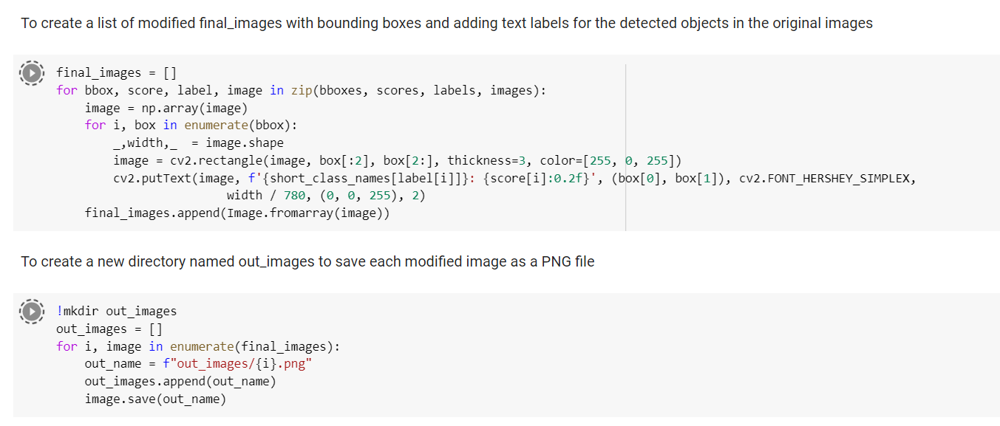 To create a list of modified final_images with bounding boxes and adding text labels for the detected objects in the original images
final_images = []
for bbox, score, label, image in zip(bboxes, scores, labels, images):
    image = np.array(image)
    for i, box in enumerate(bbox):
        _,width,_  = image.shape
        image = cv2.rectangle(image, box[:2], box[2:], thickness=3, color=[255, 0, 255])
        cv2.putText(image, f'{short_class_names[label[i]]}: {score[i]:0.2f}', (box[0], box[1]), cv2.FONT_HERSHEY_SIMPLEX,
                        width / 780, (0, 0, 255), 2)
    final_images.append(Image.fromarray(image))
To create a new directory named out_images to save each modified image as a PNG file
!mkdir out_images
out_images = []
for i, image in enumerate(final_images):
    out_name = f"out_images/{i}.png"
    out_images.append(out_name)
    image.save(out_name)